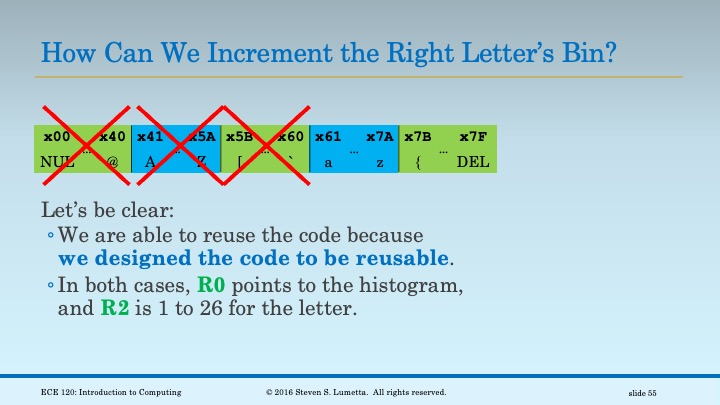 How Can We Increment the Right Letter's Bin?
x00 ... x40 x41 ... x5A x5B ... x60 x61 ... x7A x7B ... x7F
NUL @ A Z [ ` a z { DEL
Let's be clear:
◦We are able to reuse the code because
we designed the code to be reusable.
◦In both cases, R0 points to the histogram,
and R2 is 1 to 26 for the letter.
ECE 120: Introduction to Computing © 2016 Steven S. Lumetta. All rights reserved. slide 55